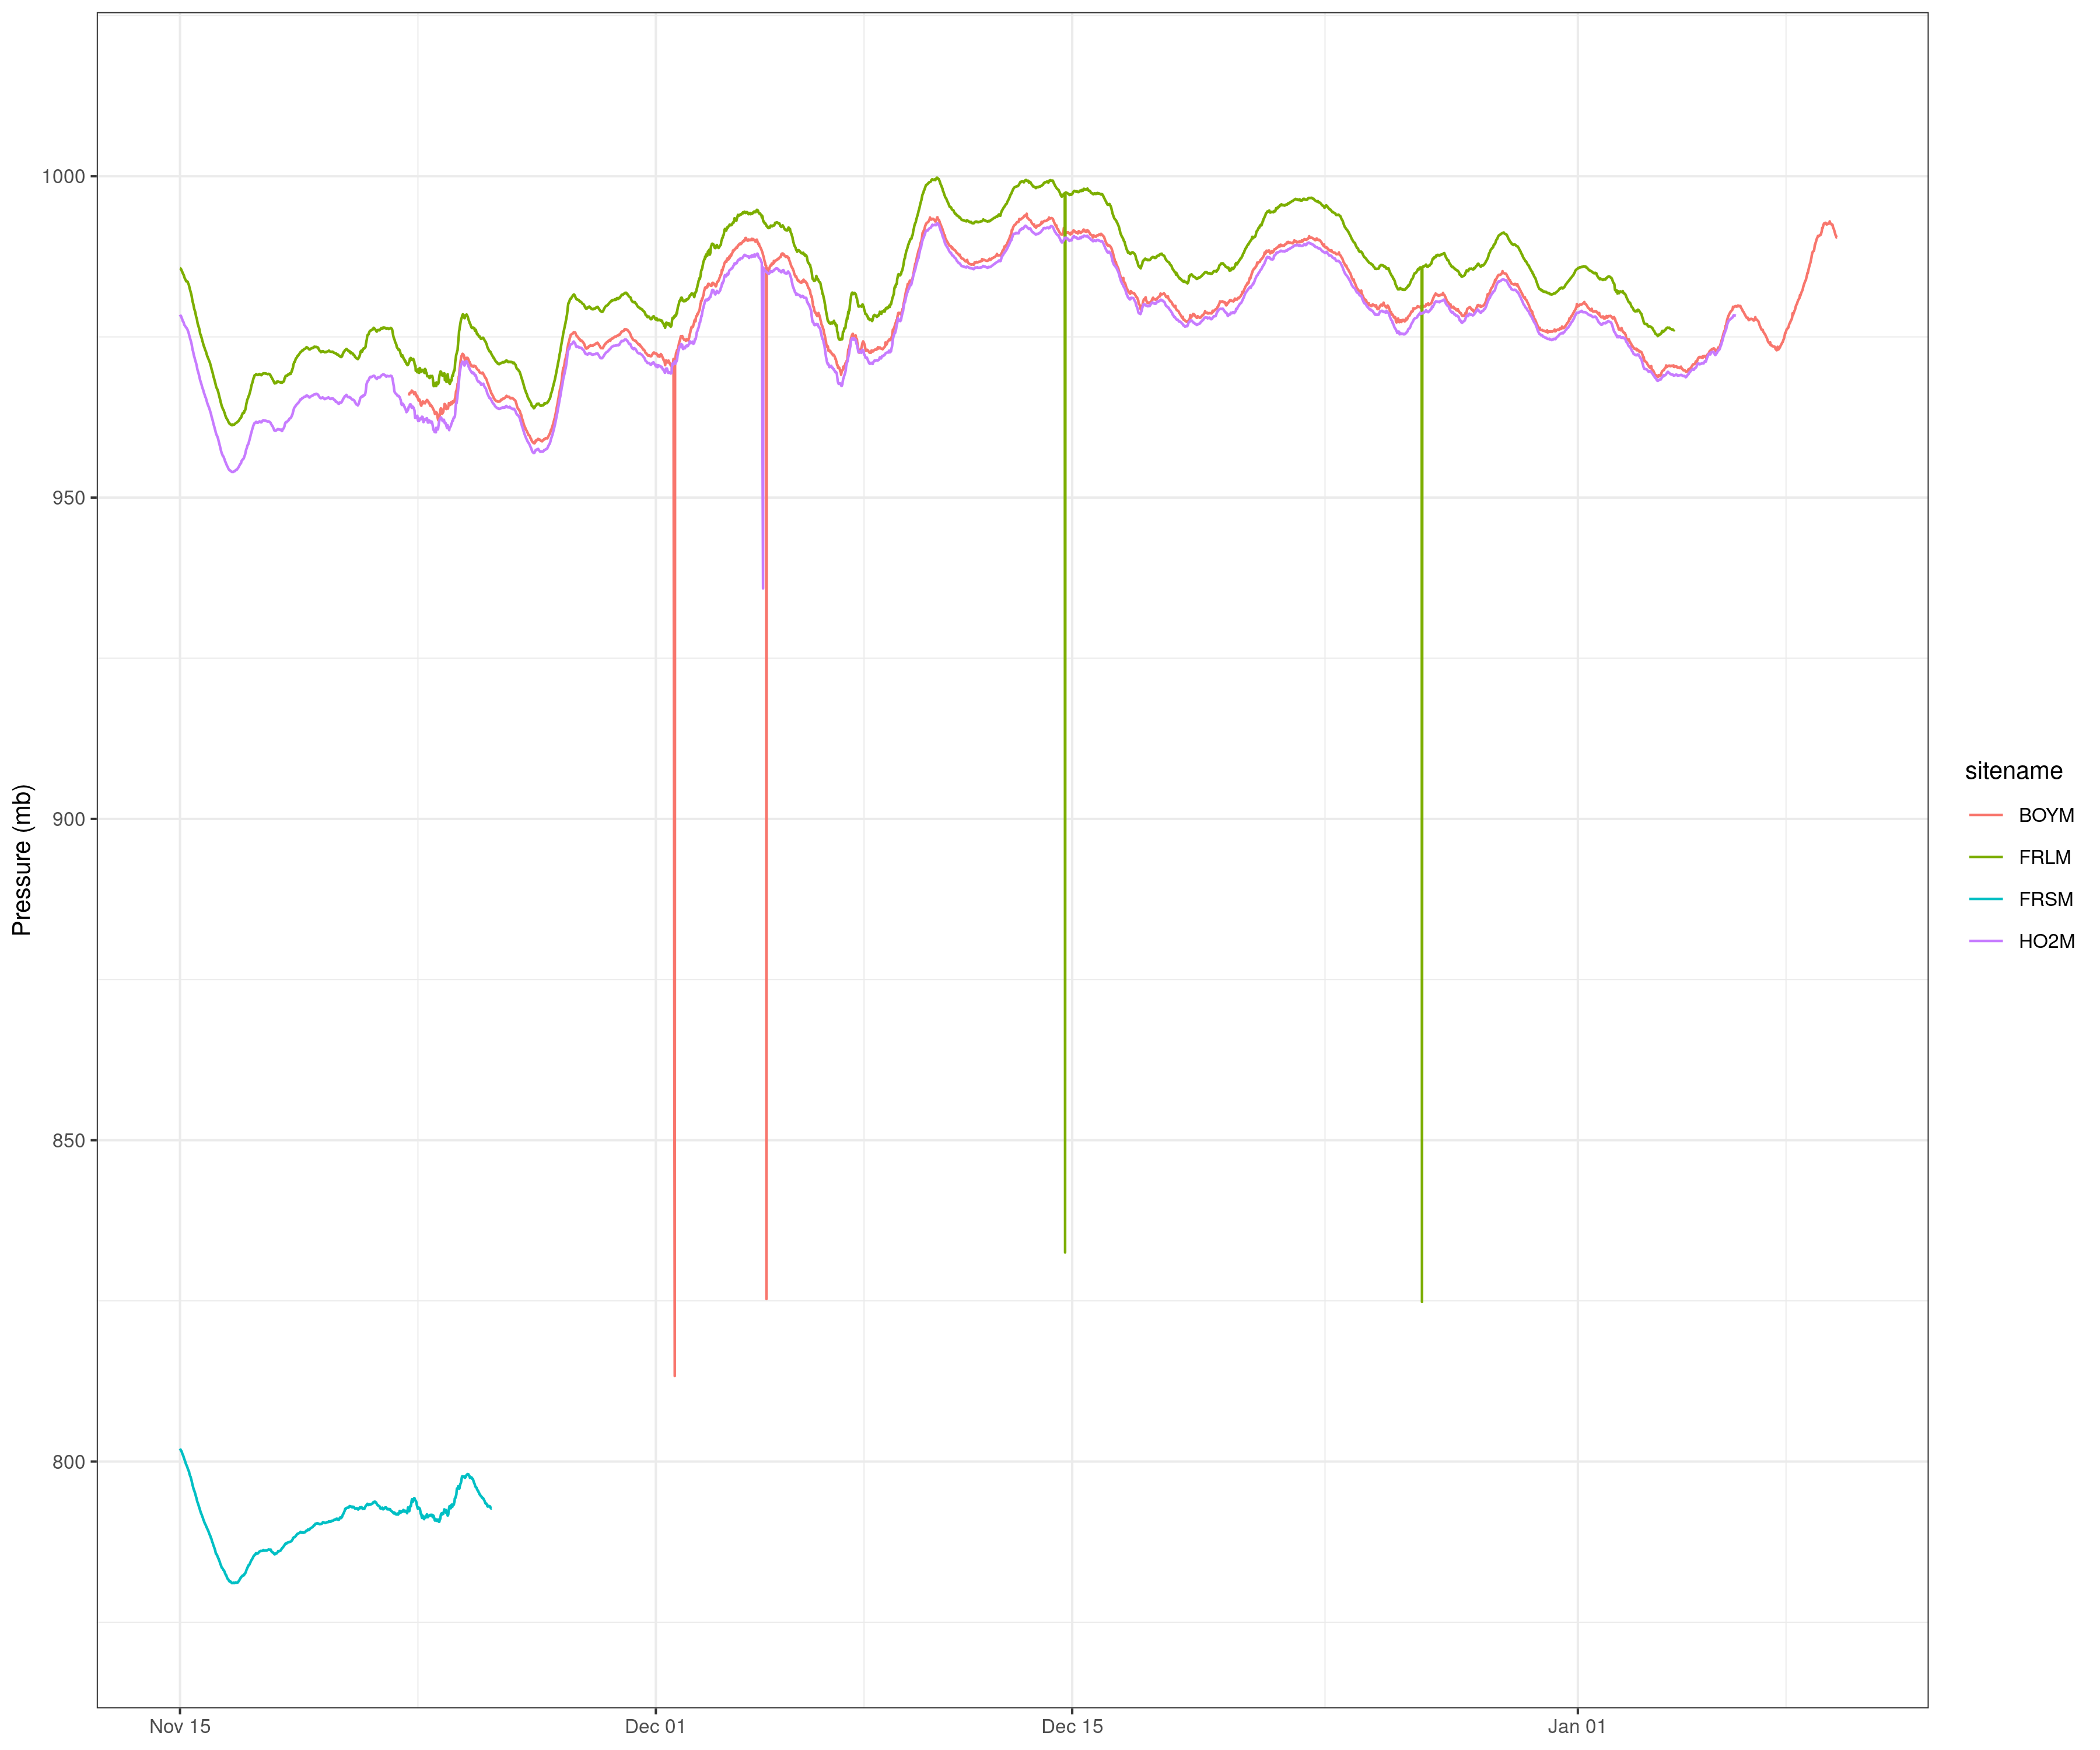 1000
950
900
850
800
Pressure (mb)
Nov 15
Dec 01
Dec 15
Jan 01
sitename
BOYM
FRLM
FRSM
HO2M